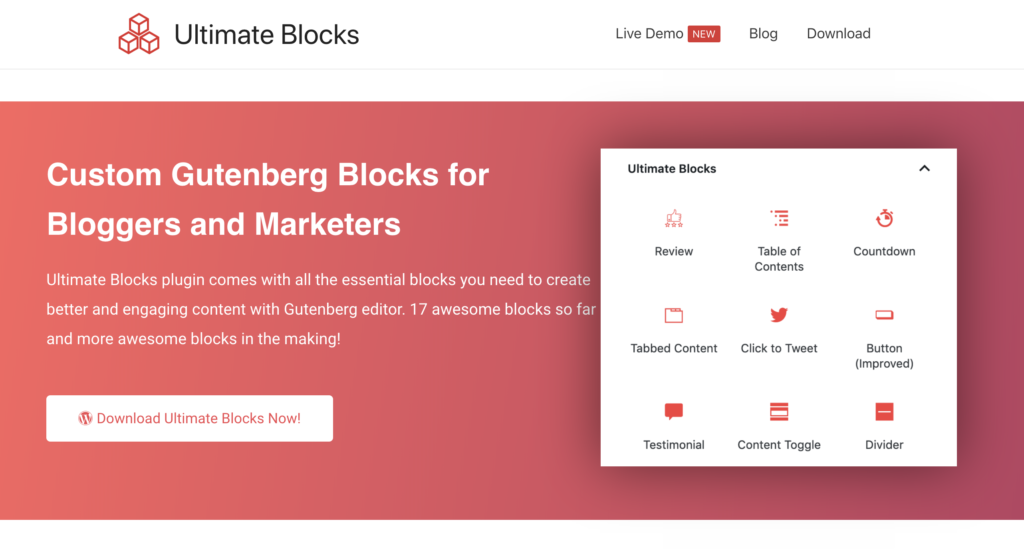 Ultimate Blocks
Live Demo NEW Blog Download
Custom Gutenberg Blocks for
Bloggers and Marketers
Ultimate Blocks plugin comes with all the essential blocks you need to create
better and engaging content with Gutenberg editor. 17 awesome blocks so far
and more awesome blocks in the making!
Download Ultimate Blocks Now!
Ultimate Blocks
Review
Table of
Contents
Countdown
Tabbed Content
Click to Tweet
Button
(Improved)
Testimonial
Content Toggle
Divider